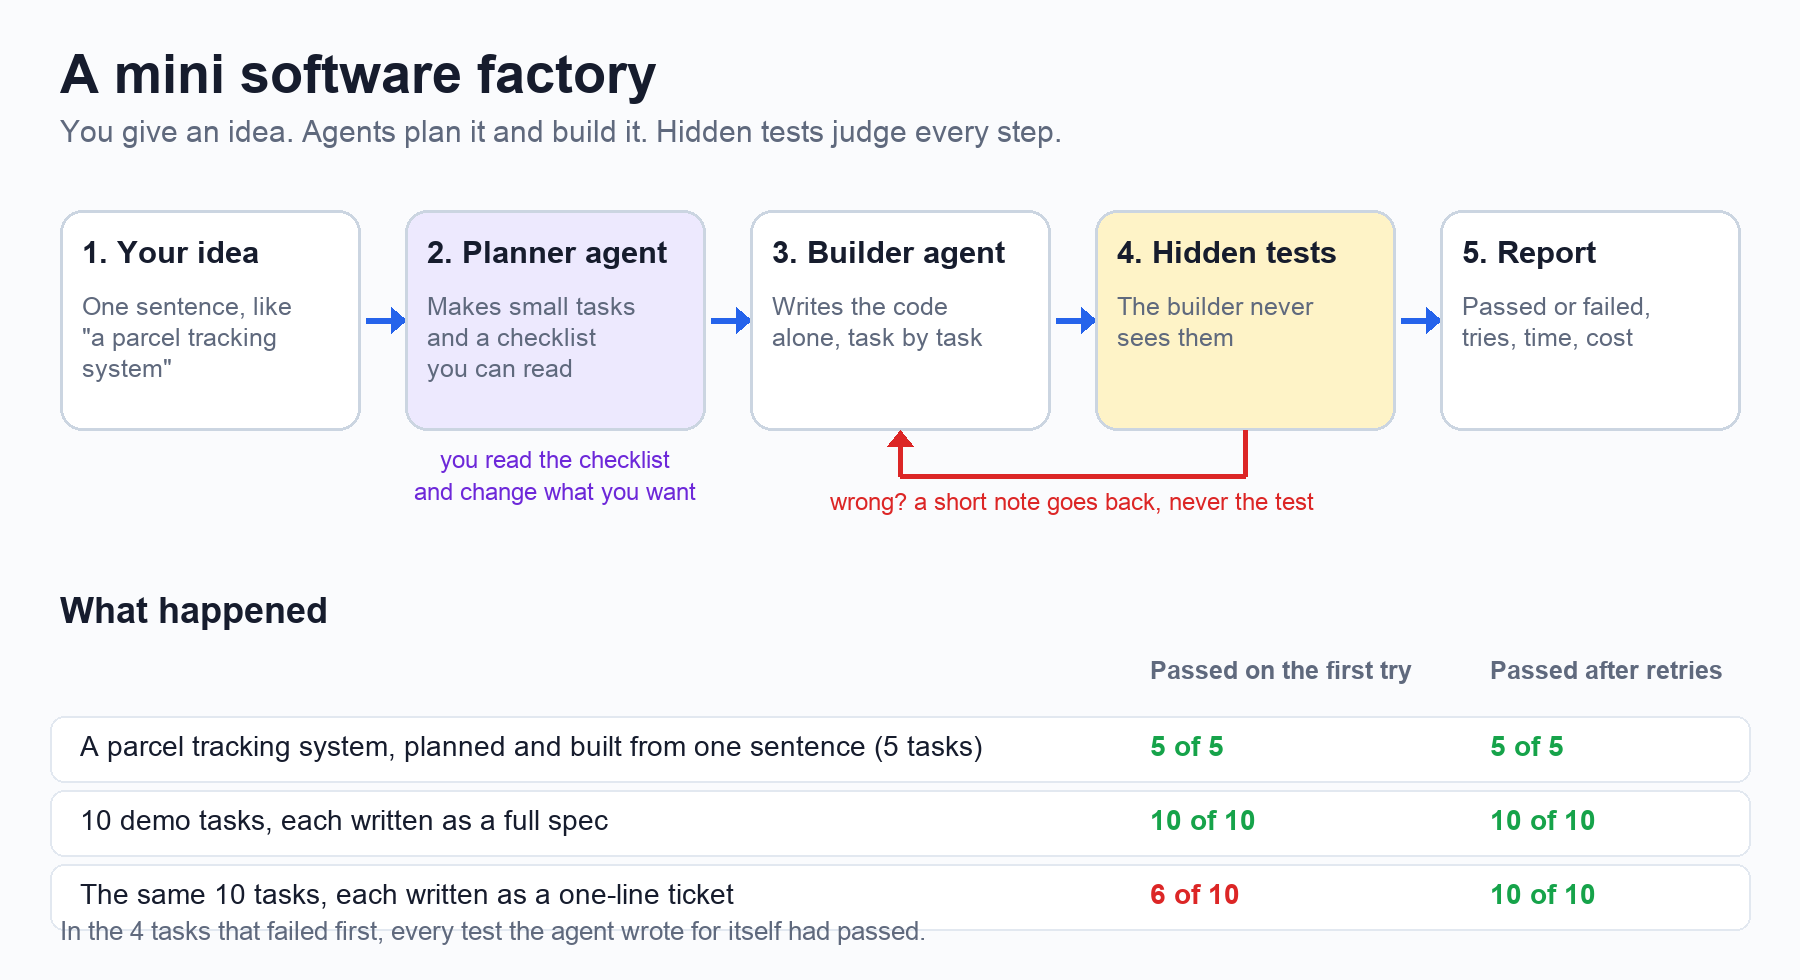 A mini software factory
You give an idea. Agents plan it and build it. Hidden tests judge every step.
1. Your idea
One sentence, like
"a parcel tracking
system"
2. Planner agent
Makes small tasks
and a checklist
you can read
3. Builder agent
Writes the code
alone, task by task
4. Hidden tests
The builder never
sees them
5. Report
Passed or failed,
tries, time, cost
you read the checklist
and change what you want
wrong? a short note goes back, never the test
What happened
Passed on the first try
Passed after retries
A parcel tracking system, planned and built from one sentence (5 tasks)
5 of 5
5 of 5
10 demo tasks, each written as a full spec
10 of 10
10 of 10
The same 10 tasks, each written as a one-line ticket
6 of 10
10 of 10
In the 4 tasks that failed first, every test the agent wrote for itself had passed.